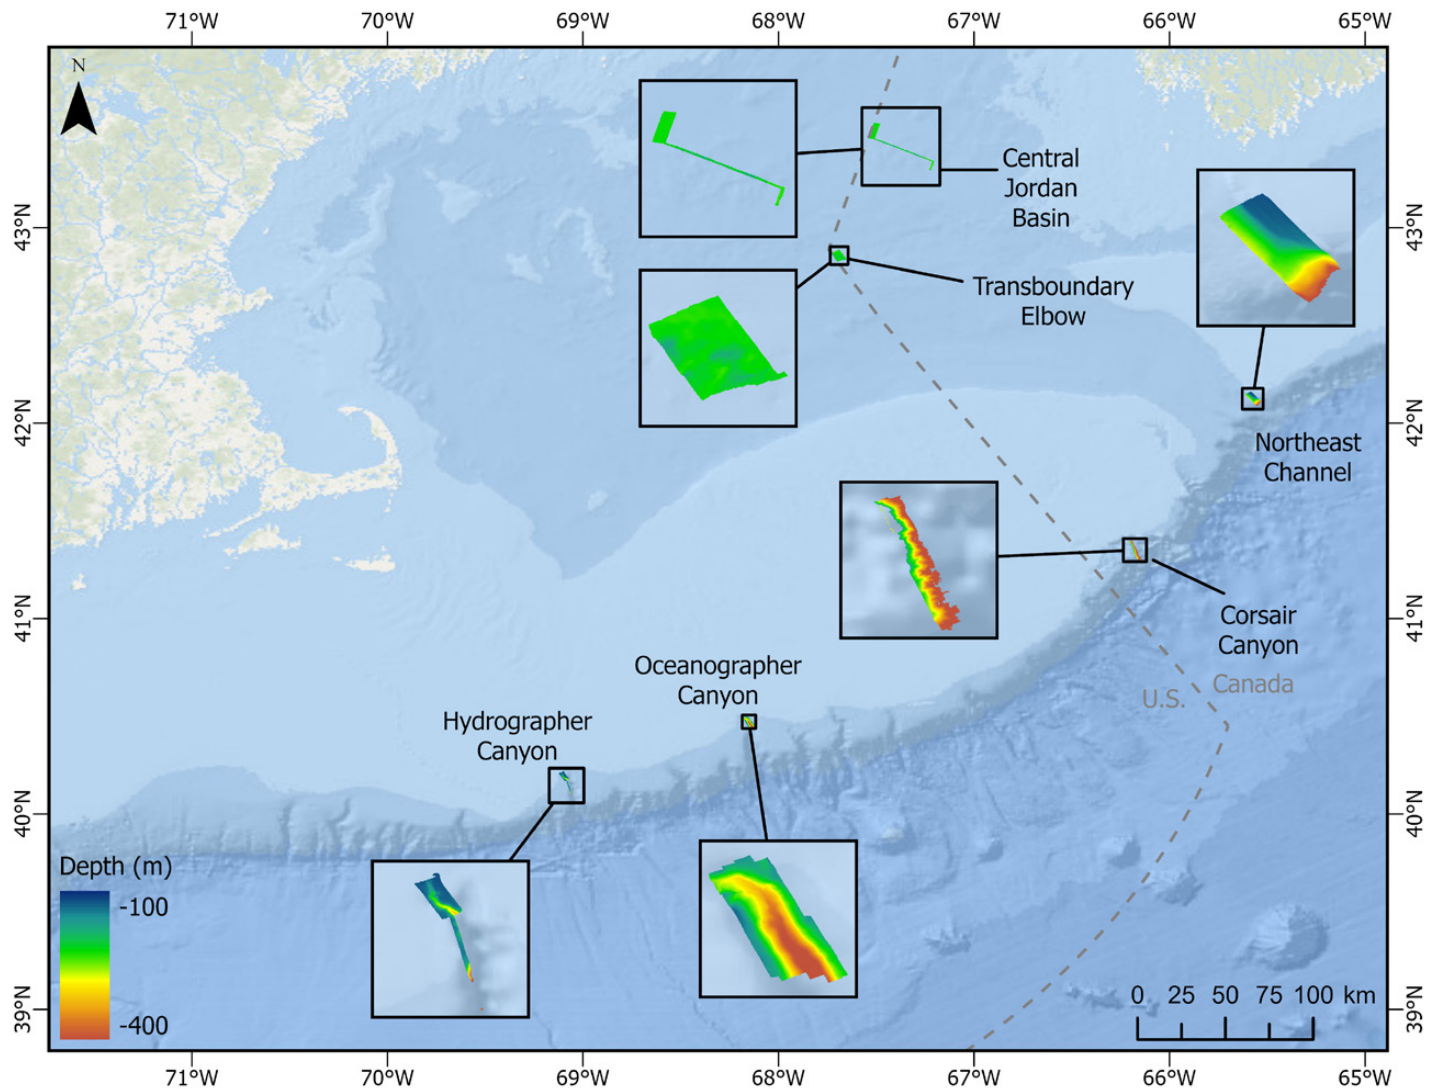 71°W 70°W 69°W 68°W 67°W 66°W 65°W
N
Central
Jordan
Basin
43°N
43°N
Transboundary
Elbow
42°N
42°N
Northeast
Channel
41°N
41°N
Corsair
Canyon
Oceanographer
Canyon
U.S.
Canada
Hydrographer
Canyon
40°N
40°N
Depth (m)
-100
-400
0 25 50 75 100 km
39°N
39°N
71°W 70°W 69°W 68°W 67°W 66°W 65°W